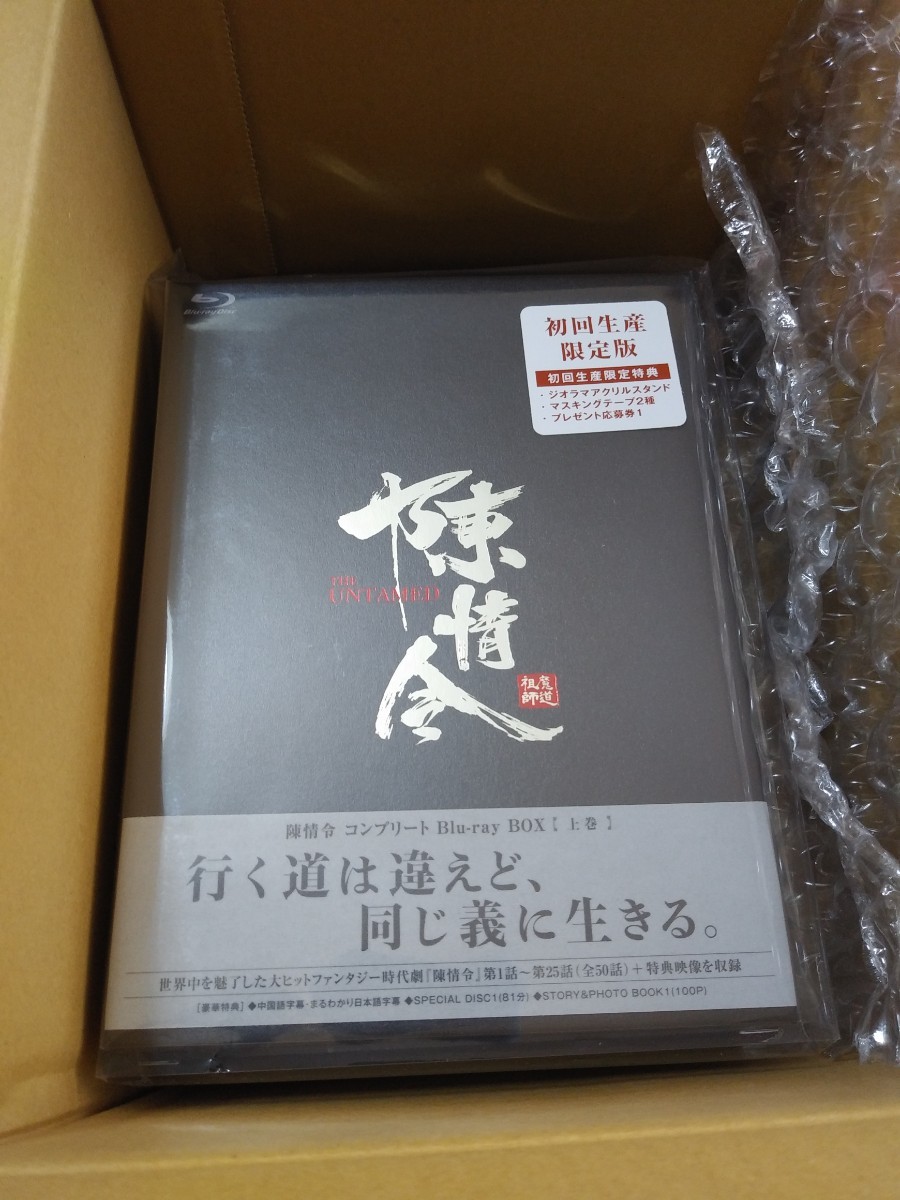 Blu-ray Disc
初回生産
限定版
初回生産限定特典
・ジオラマアクリルスタンド
・マスキングテープ2種
・プレゼント応募券1
陳情令
THE
UNTAMED
魔道
祖師
陳情令 コンプリート Blu-ray BOX【 上巻 】
行く道は違えど、
同じ義に生きる。
世界中を魅了した大ヒットファンタジー時代劇『陳情令』第1話～第25話(全50話)+特典映像を収録
[豪華特典] ◆中国語字幕・まるわかり日本語字幕 ◆SPECIAL DISC1(81分) ◆STORY&PHOTO BOOK1(100P)